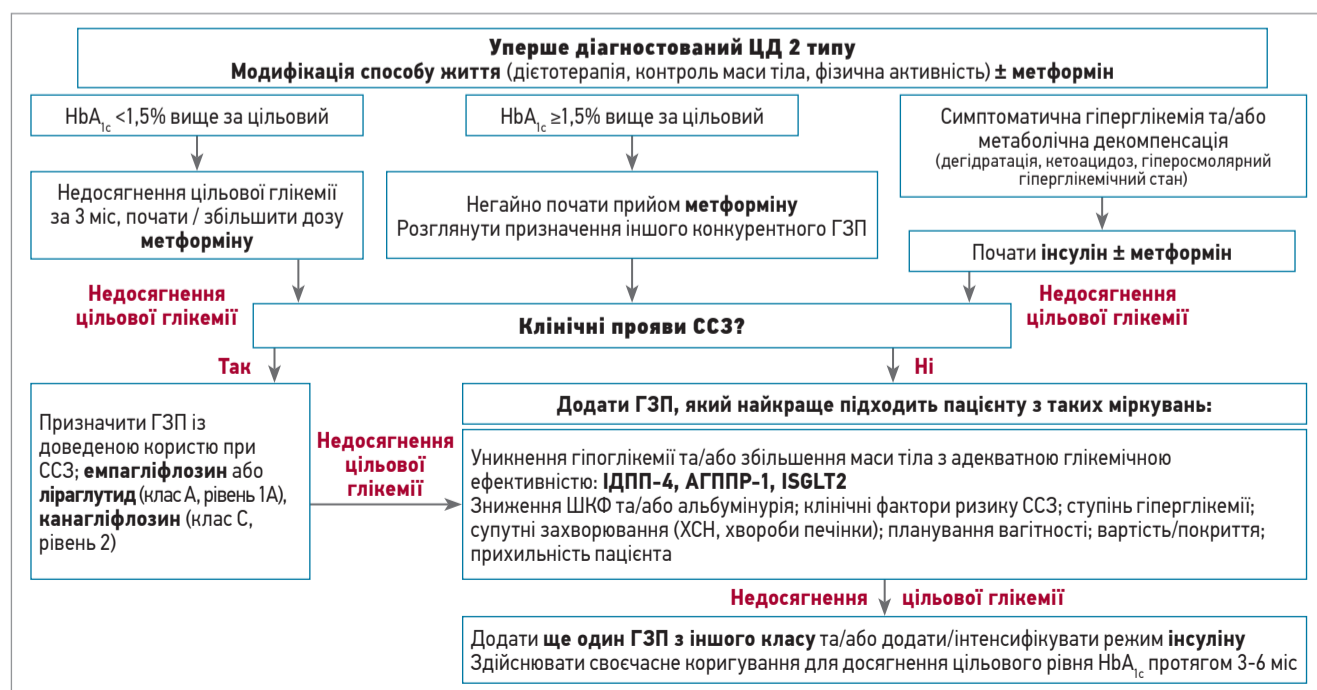 Уперше діагностований ЦД 2 типу
Модифікація способу життя (дієтотерапія, контроль маси тіла, фізична активність) ± метформін
HbA1c <1,5% вище за цільовий
HbA1c ≥1,5% вище за цільовий
Симптоматична гіперглікемія та/або
метаболічна декомпенсація
(дегідратація, кетоацидоз, гіперосмолярний
гіперглікемічний стан)
Недосягнення цільової глікемії
за 3 міс, почати / збільшити дозу
метформіну
Негайно почати прийом метформіну
Розглянути призначення іншого конкурентного ГЗП
Почати інсулін ± метформін
Недосягнення
цільової глікемії
Недосягнення
цільової глікемії
Клінічні прояви ССЗ?
Так
Ні
Призначити ГЗП із
доведеною користю при
ССЗ; емпагліфлозин або
ліраглутид (клас А, рівень 1А),
канагліфлозин (клас С,
рівень 2)
Недосягнення
цільової
глікемії
Додати ГЗП, який найкраще підходить пацієнту з таких міркувань:
Уникнення гіпоглікемії та/або збільшення маси тіла з адекватною глікемічною
ефективністю: ІДПП-4, АГППР-1, ISGLT2
Зниження ШКФ та/або альбумінурія; клінічні фактори ризику ССЗ; ступінь гіперглікемії;
супутні захворювання (ХСН, хвороби печінки); планування вагітності; вартість/покриття;
прихильність пацієнта
Недосягнення цільової глікемії
Додати ще один ГЗП з іншого класу та/або додати/інтенсифікувати режим інсуліну
Здійснювати своєчасне коригування для досягнення цільового рівня HbA1c протягом 3-6 міс